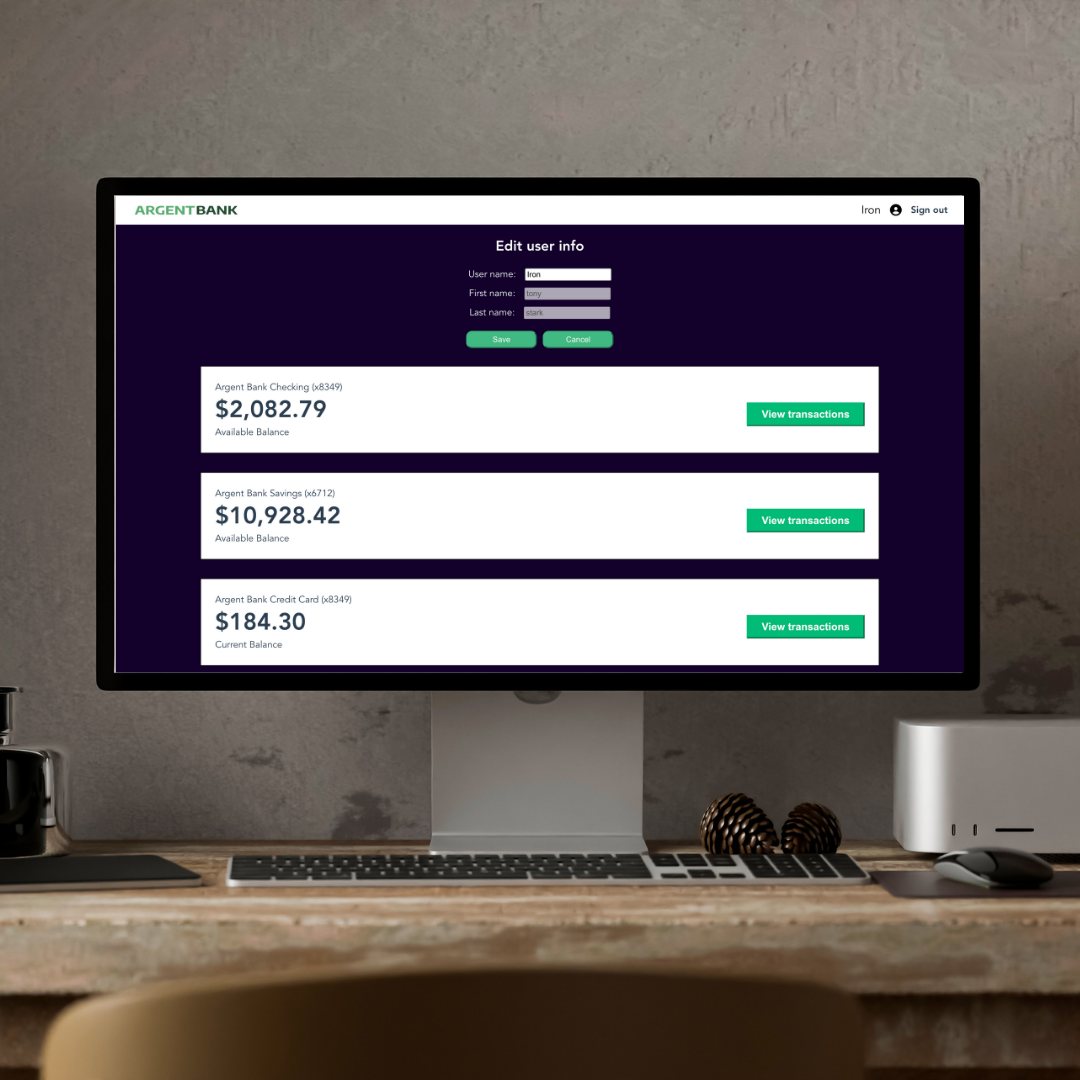 ARGENTBANK
Iron Sign out
Edit user info
User name: Iron
First name: tony
Last name: stark
Save Cancel
Argent Bank Checking (x8349)
$2,082.79
Available Balance
View transactions
Argent Bank Savings (x6712)
$10,928.42
Available Balance
View transactions
Argent Bank Credit Card (x8349)
$184.30
Current Balance
View transactions